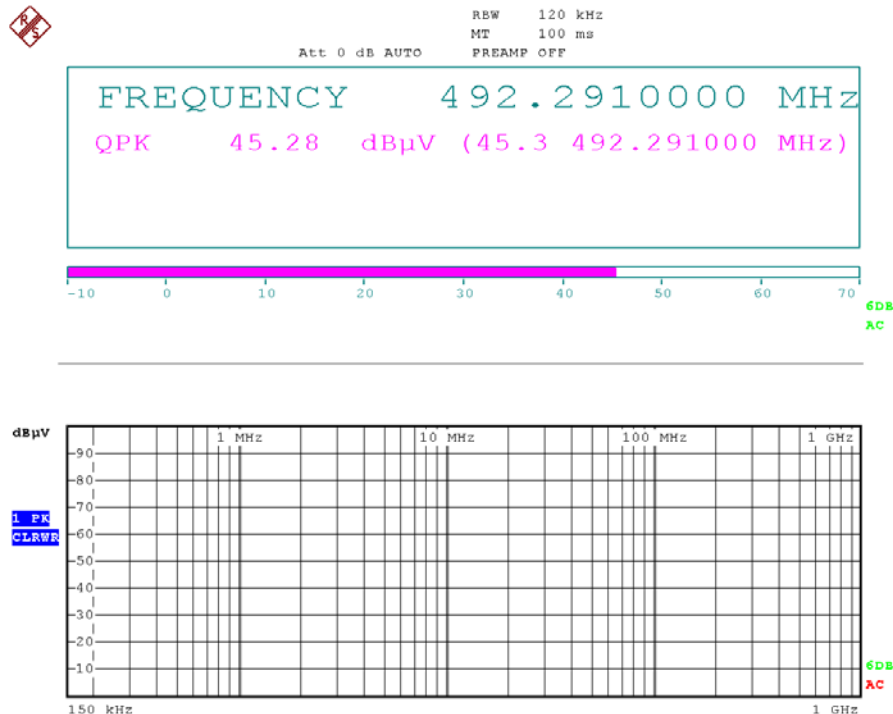 R S
RBW 120 kHz
MT 100 ms
Att 0 dB AUTO PREAMP OFF
FREQUENCY 492.2910000 MHz
QPK 45.28 dBµV (45.3 492.291000 MHz)
-10 0 10 20 30 40 50 60 70
6DB
AC
dBµV
1 MHz 10 MHz 100 MHz 1 GHz
90
80
70
1 PK
CLRWR
60
50
40
30
20
10
6DB
AC
150 kHz 1 GHz